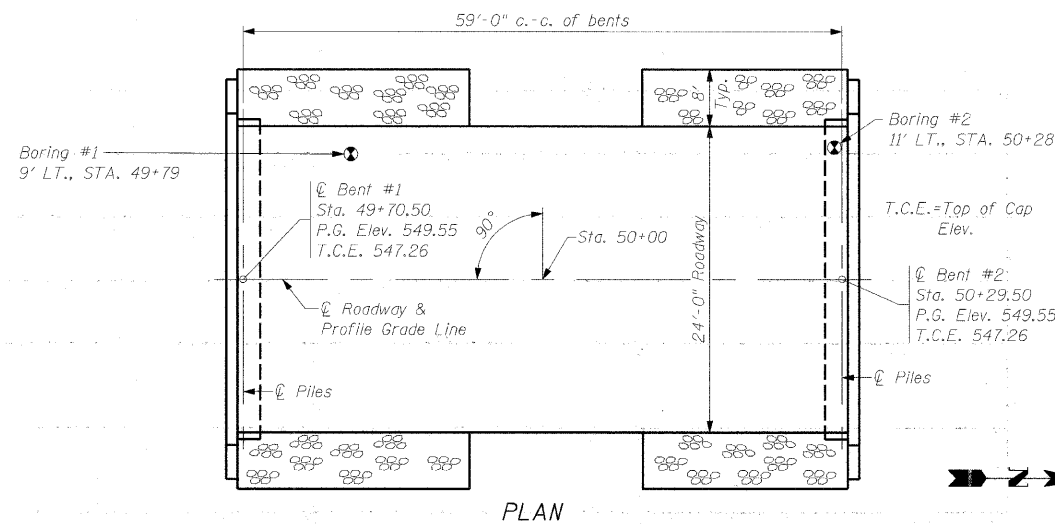 59'-0" c.-c. of bents
8'
Typ.
Boring #1
9' LT., STA. 49+79
Boring #2
11' LT., STA. 50+28
℄ Bent #1
Sta. 49+70.50
P.G. Elev. 549.55
T.C.E. 547.26
90°
Sta. 50+00
24'-0" Roadway
T.C.E.=Top of Cap
Elev.
℄ Bent #2
Sta. 50+29.50
P.G. Elev. 549.55
T.C.E. 547.26
℄ Roadway &
Profile Grade Line
℄ Piles
℄ Piles
Z
PLAN